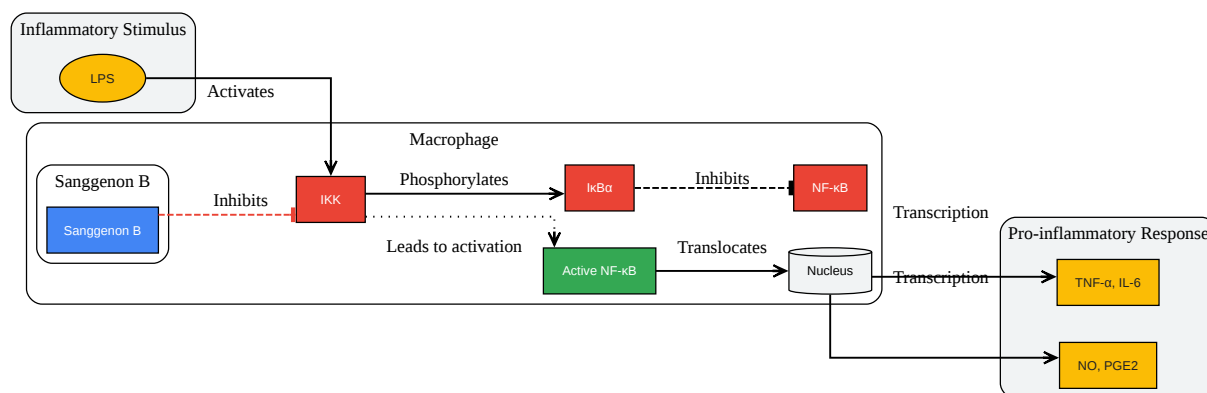 Inflammatory Stimulus
LPS
Activates
Macrophage
Sanggenon B
Sanggenon B
Inhibits
IKK
Phosphorylates
IκBα
Inhibits
NF-κB
Leads to activation
Active NF-κB
Translocates
Nucleus
Transcription
Transcription
Pro-inflammatory Response
TNF-α, IL-6
NO, PGE2